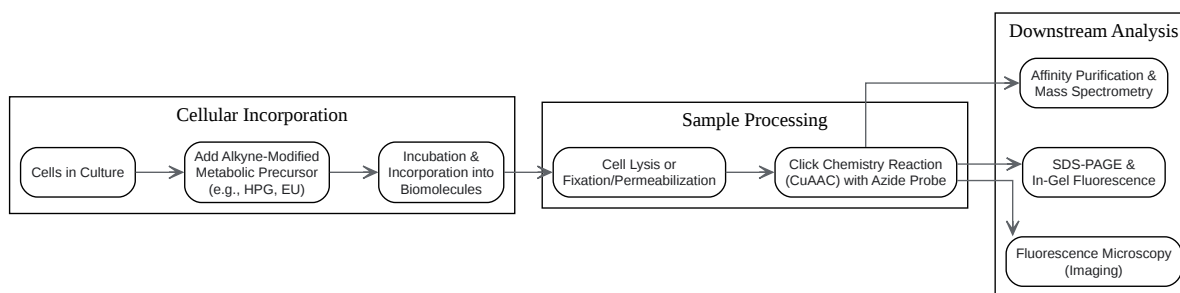 Cellular Incorporation
Cells in Culture
Add Alkyne-Modified
Metabolic Precursor
(e.g., HPG, EU)
Incubation &
Incorporation into
Biomolecules
Sample Processing
Cell Lysis or
Fixation/Permeabilization
Click Chemistry Reaction
(CuAAC) with Azide Probe
Downstream Analysis
Affinity Purification &
Mass Spectrometry
SDS-PAGE &
In-Gel Fluorescence
Fluorescence Microscopy
(Imaging)